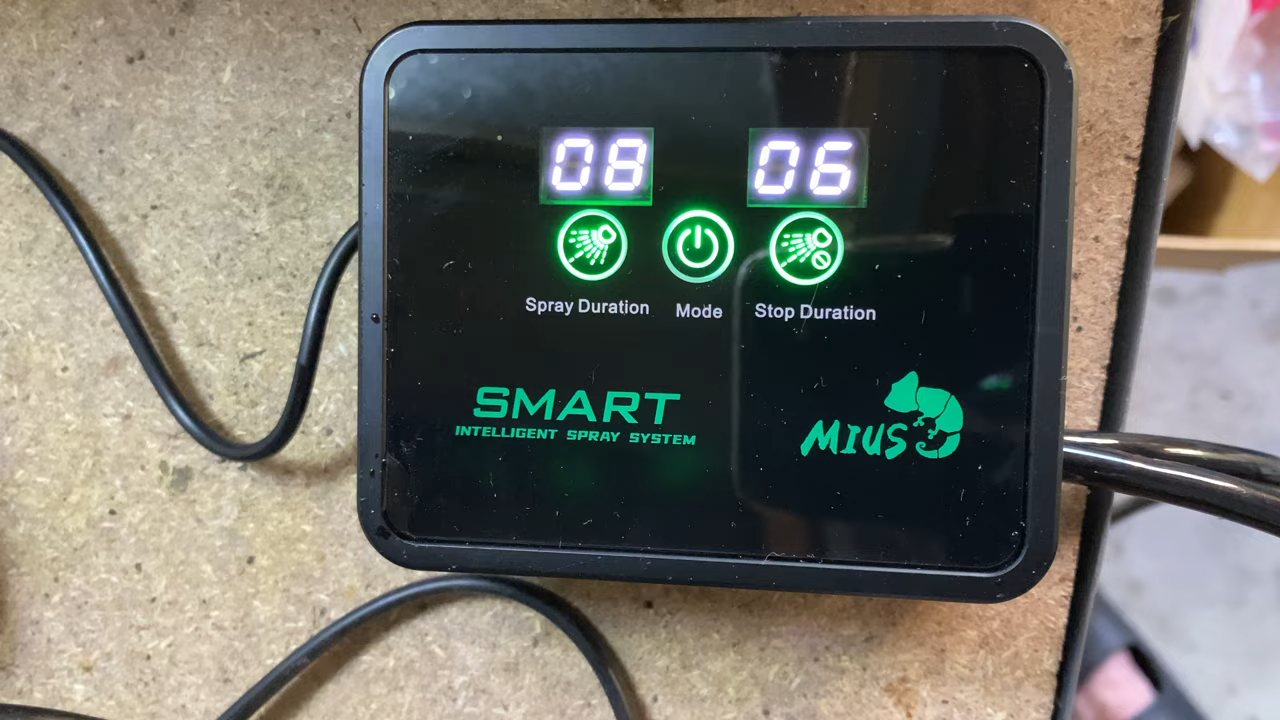 08 06
Spray Duration Mode Stop Duration
SMART
INTELLIGENT SPRAY SYSTEM
MIUS